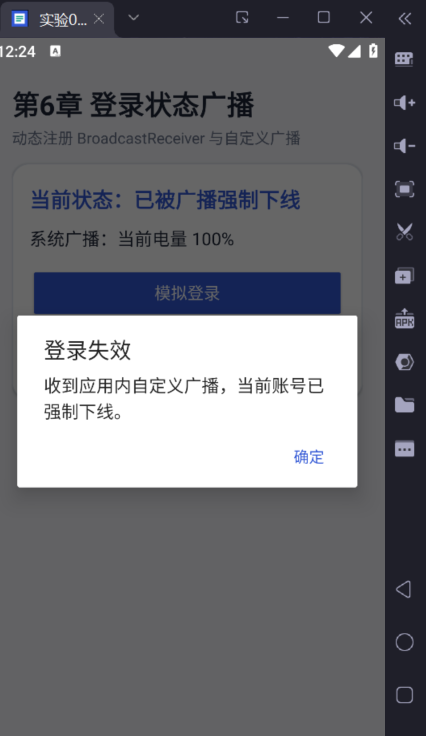 实验0...
12:24
A
第6章 登录状态广播
动态注册 BroadcastReceiver 与自定义广播
当前状态：已被广播强制下线
系统广播：当前电量 100%
模拟登录
登录失效
收到应用内自定义广播，当前账号已
强制下线。
确定
APK